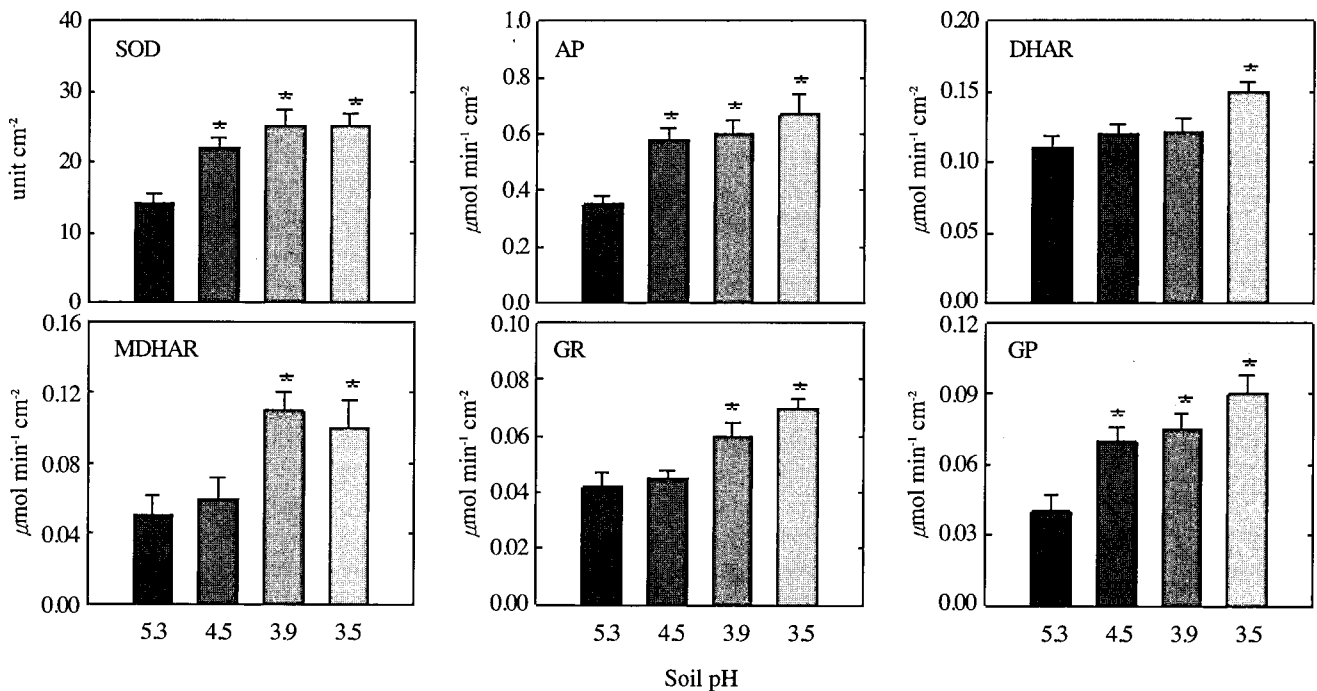 SOD
unit cm⁻²
40
30
20
10
0
AP
μmol min⁻¹ cm⁻²
1.0
0.8
0.6
0.4
0.2
0.0
DHAR
μmol min⁻¹ cm⁻²
0.20
0.15
0.10
0.05
0.00
MDHAR
μmol min⁻¹ cm⁻²
0.16
0.12
0.08
0.04
0.00
5.3 4.5 3.9 3.5
GR
μmol min⁻¹ cm⁻²
0.10
0.08
0.06
0.04
0.02
0.00
5.3 4.5 3.9 3.5
GP
μmol min⁻¹ cm⁻²
0.12
0.09
0.06
0.03
0.00
5.3 4.5 3.9 3.5
Soil pH